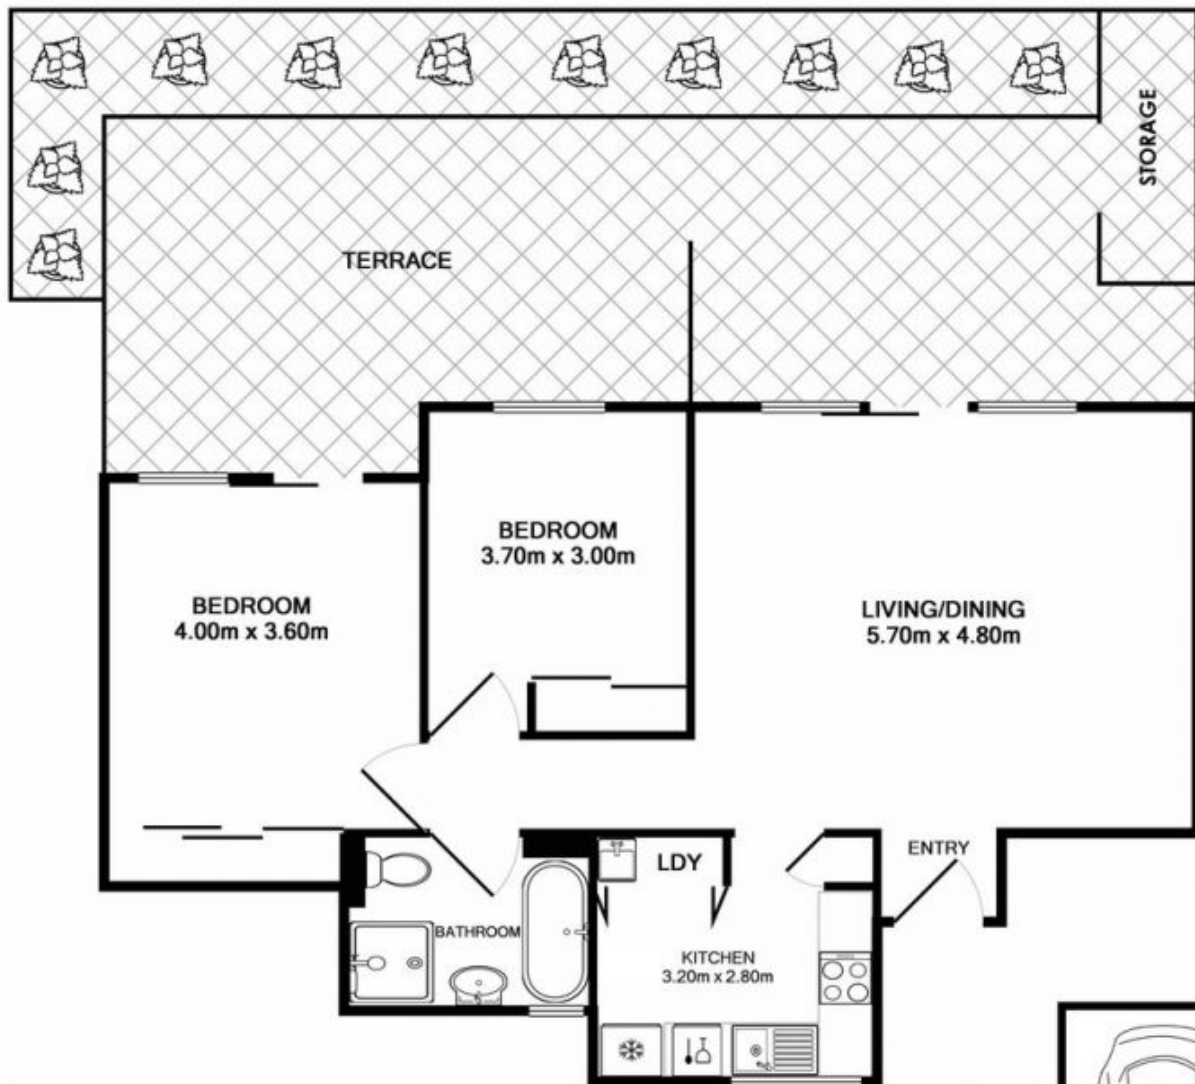 STORAGE
TERRACE
BEDROOM
3.70m x 3.00m
BEDROOM
4.00m x 3.60m
LIVING/DINING
5.70m x 4.80m
ENTRY
LDY
BATHROOM
KITCHEN
3.20m x 2.80m